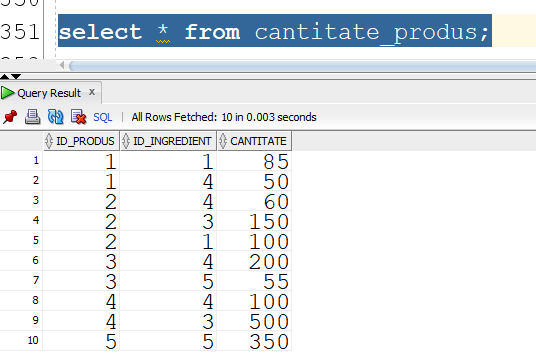 350
351 select * from cantitate_produs;
352
Query Result x
SQL | All Rows Fetched: 10 in 0.003 seconds
ID_PRODUS ID_INGREDIENT CANTITATE
1 1 1 85
2 1 4 50
3 2 4 60
4 2 3 150
5 2 1 100
6 3 4 200
7 3 5 55
8 4 4 100
9 4 3 500
10 5 5 350